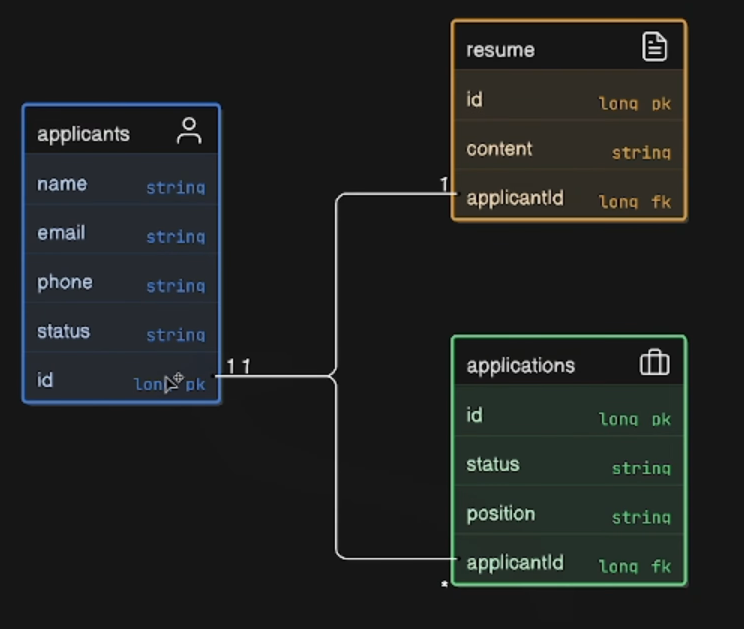 applicants
name string
email string
phone string
status string
id long pk
1 1
resume
id long pk
content string
applicantId long fk
1
applications
id long pk
status string
position string
applicantId long fk
*